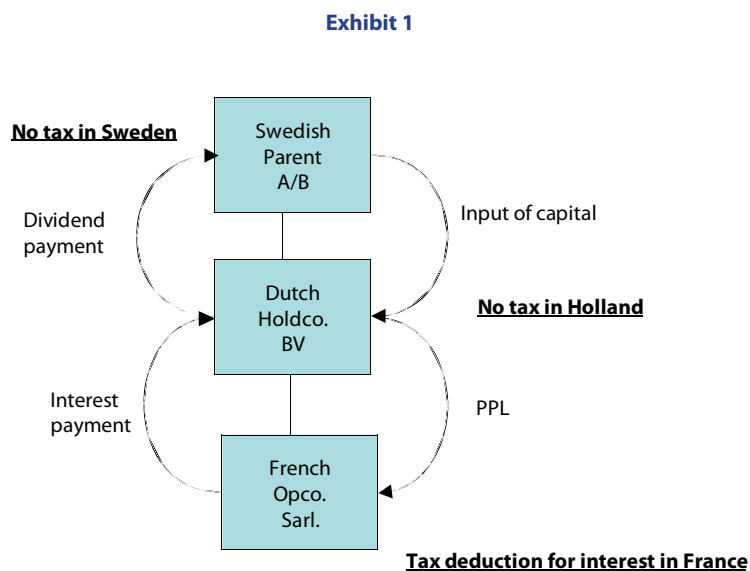 Exhibit 1
No tax in Sweden
Swedish
Parent
A/B
Dividend
payment
Input of capital
Dutch
Holdco.
BV
No tax in Holland
Interest
payment
PPL
French
Opco.
Sarl.
Tax deduction for interest in France